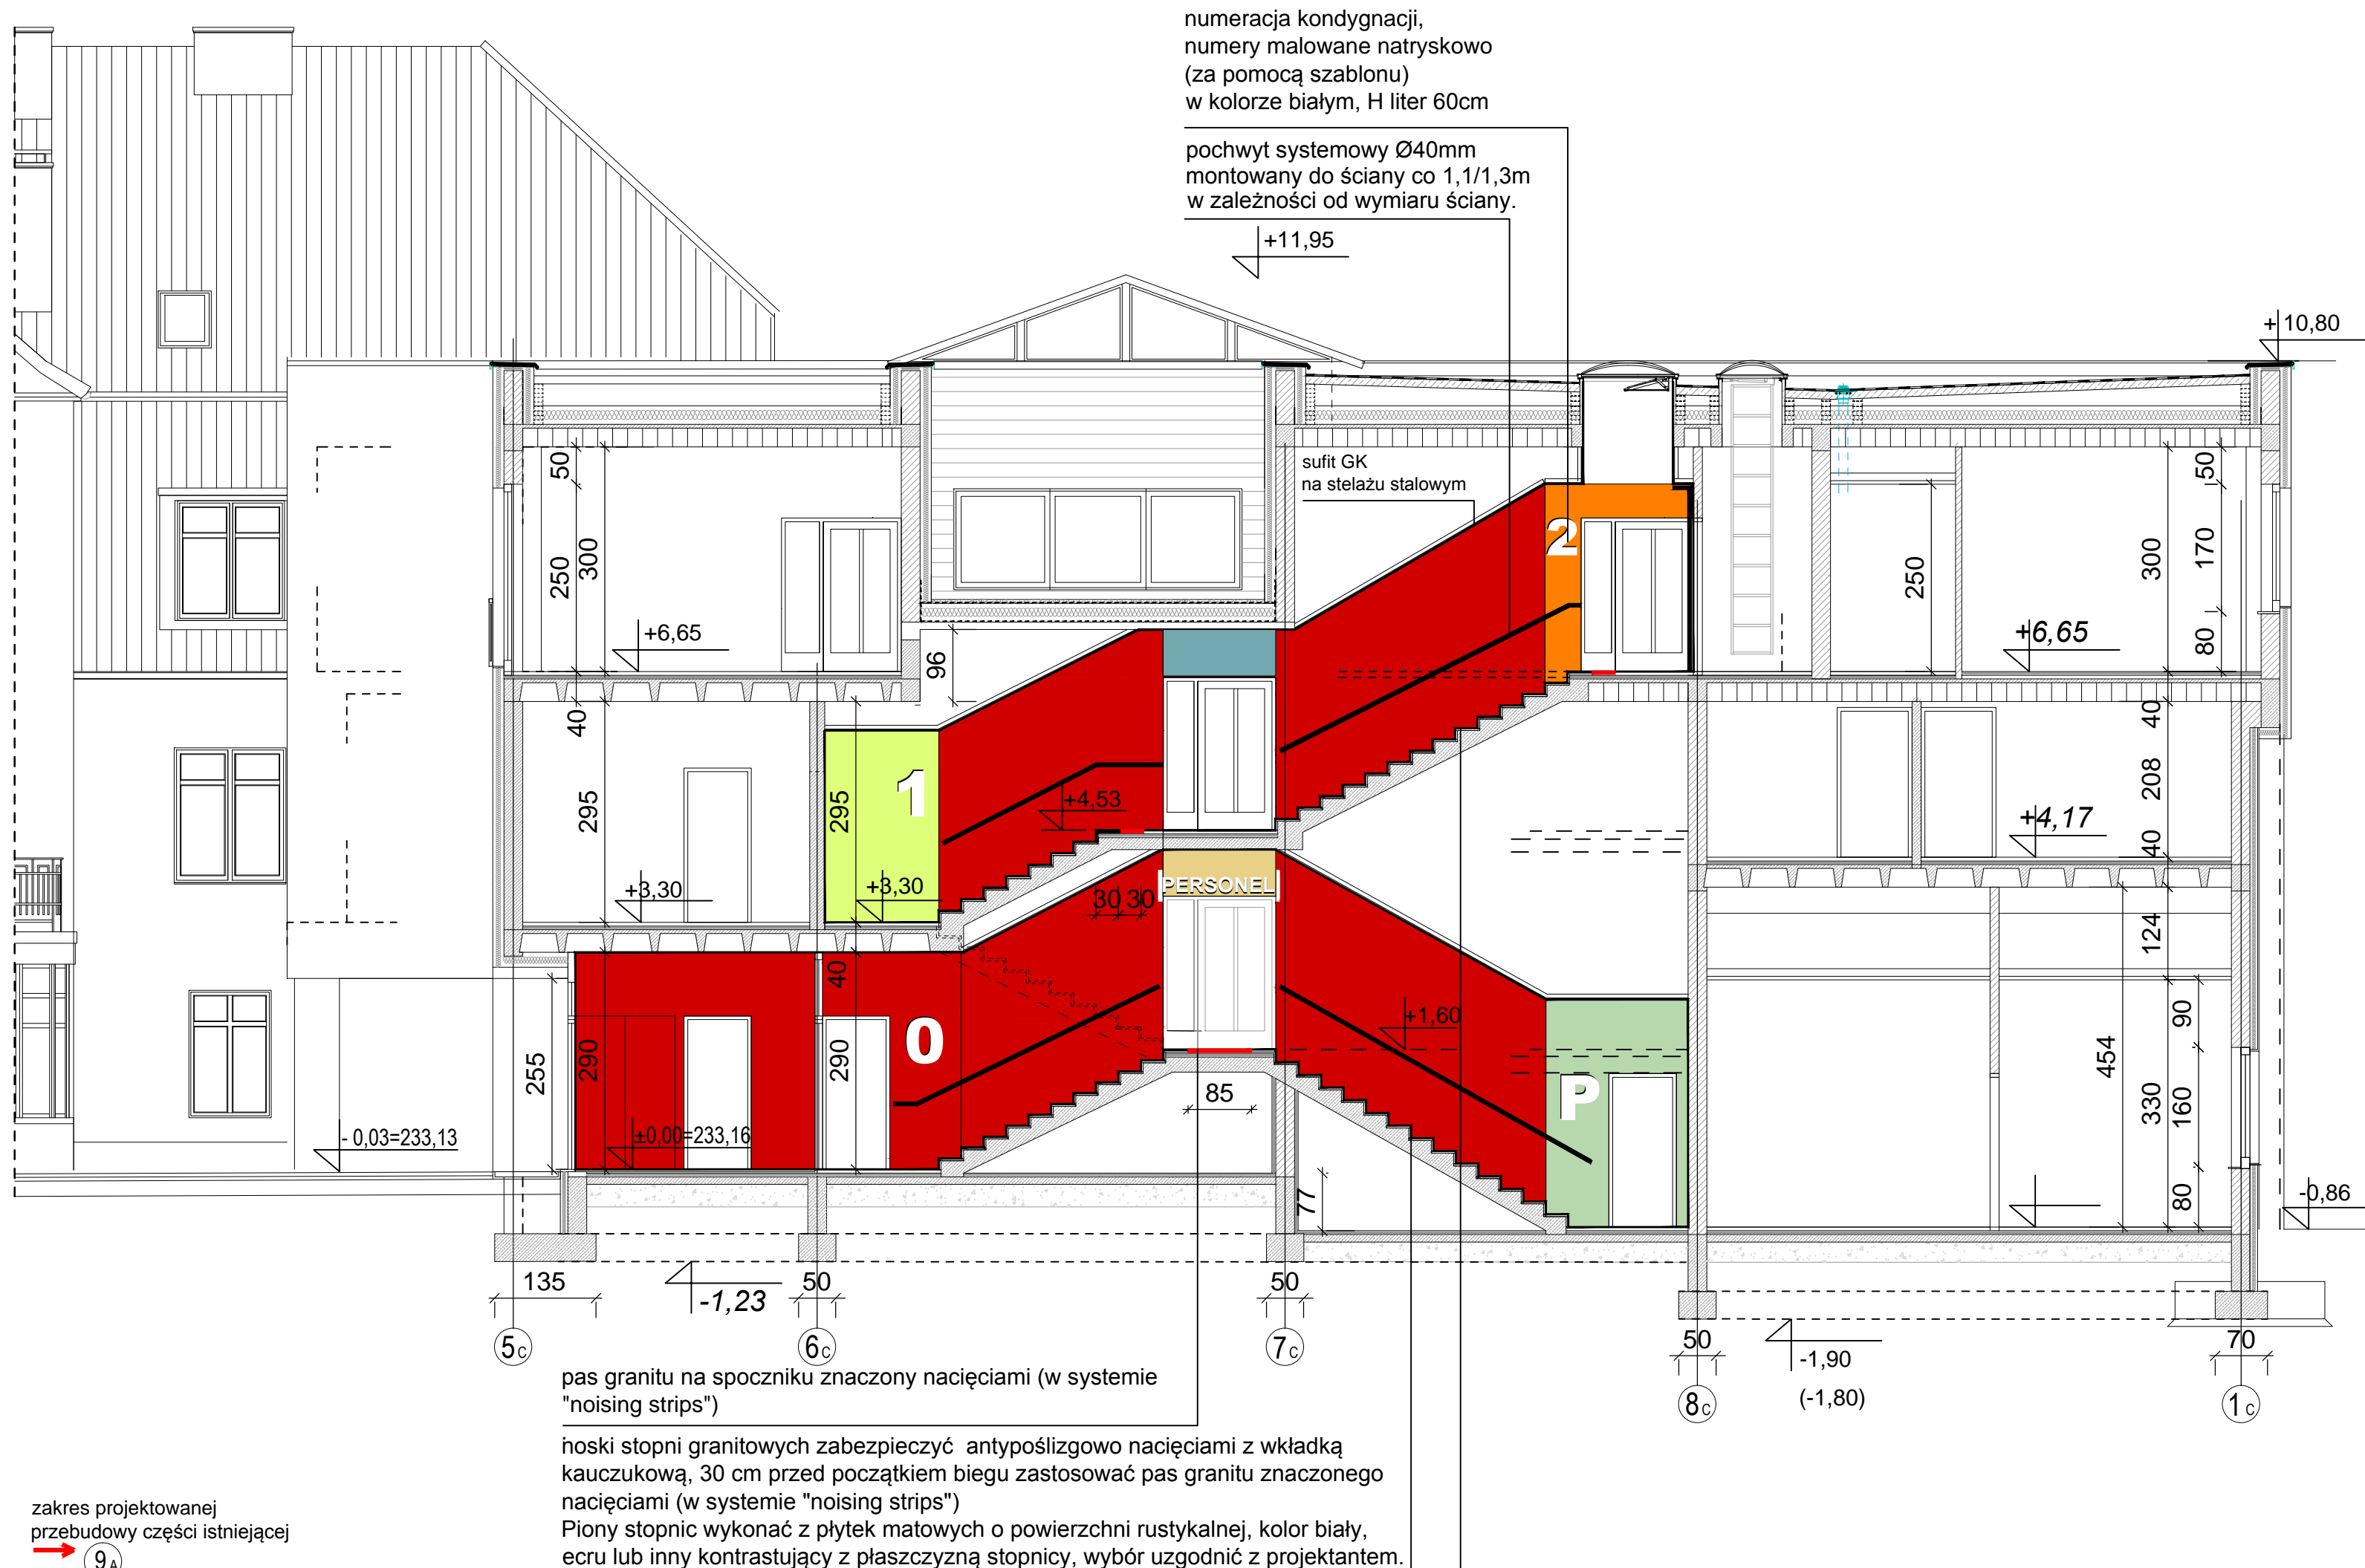 numeracja kondygnacji,
numery malowane natryskowo
(za pomocą szablonu)
w kolorze białym, H liter 60cm
pochwyt systemowy Ø40mm
montowany do ściany co 1,1/1,3m
w zależności od wymiaru ściany.
+11,95
+ 10,80
sufit GK
na stelażu stalowym
50
250
300
2
250
300
50
170
80
+6,65
96
+6,65
40
295
295
1
+4,53
40
208
40
+4,17
+3,30
+3,30
PERSONEL
30 30
124
40
0
+1,60
255
290
290
85
P
454
330
90
160
80
- 0,03=233,13
±0,00=233,16
77
-0,86
135
-1,23
50
50
50
-1,90
(-1,80)
70
5C
6C
7C
8C
1C
pas granitu na spoczniku znaczony nacięciami (w systemie
"noising strips")
noski stopni granitowych zabezpieczyć  antypoślizgowo nacięciami z wkładką
kauczukową, 30 cm przed początkiem biegu zastosować pas granitu znaczonego
nacięciami (w systemie "noising strips")
Piony stopnic wykonać z płytek matowych o powierzchni rustykalnej, kolor biały,
ecru lub inny kontrastujący z płaszczyzną stopnicy, wybór uzgodnić z projektantem.
zakres projektowanej
przebudowy części istniejącej
9A